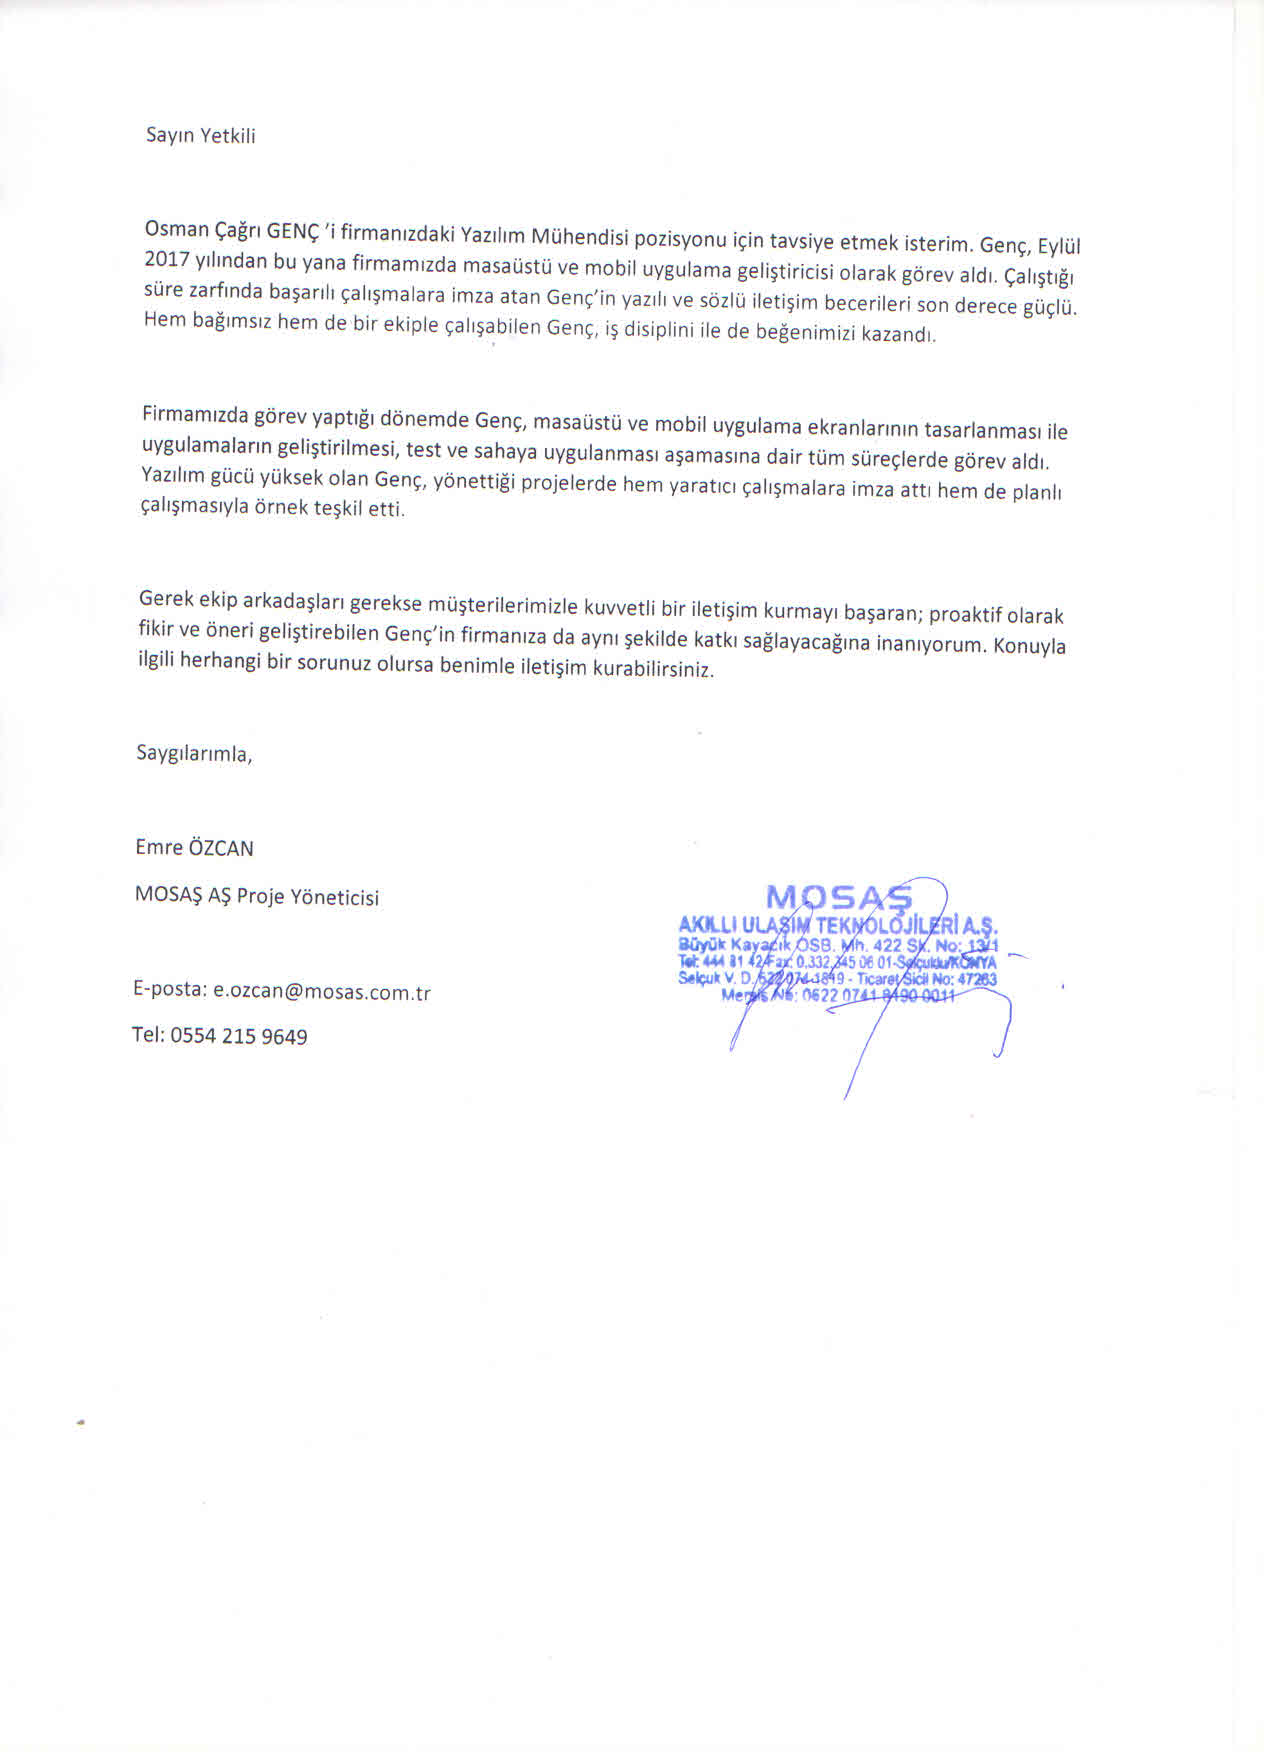 Sayın Yetkili
Osman Çağrı GENÇ 'i firmanızdaki Yazılım Mühendisi pozisyonu için tavsiye etmek isterim. Genç, Eylül
2017 yılından bu yana firmamızda masaüstü ve mobil uygulama geliştiricisi olarak görev aldı. Çalıştığı
süre zarfında başarılı çalışmalara imza atan Genç'in yazılı ve sözlü iletişim becerileri son derece güçlü.
Hem bağımsız hem de bir ekiple çalışabilen Genç, iş disiplini ile de beğenimizi kazandı.
Firmamızda görev yaptığı dönemde Genç, masaüstü ve mobil uygulama ekranlarının tasarlanması ile
uygulamaların geliştirilmesi, test ve sahaya uygulanması aşamasına dair tüm süreçlerde görev aldı.
Yazılım gücü yüksek olan Genç, yönettiği projelerde hem yaratıcı çalışmalara imza attı hem de planlı
çalışmasıyla örnek teşkil etti.
Gerek ekip arkadaşları gerekse müşterilerimizle kuvvetli bir iletişim kurmayı başaran; proaktif olarak
fikir ve öneri geliştirebilen Genç'in firmanıza da aynı şekilde katkı sağlayacağına inanıyorum. Konuyla
ilgili herhangi bir sorunuz olursa benimle iletişim kurabilirsiniz.
Saygılarımla,
Emre ÖZCAN
MOSAŞ AŞ Proje Yöneticisi
E-posta: e.ozcan@mosas.com.tr
Tel: 0554 215 9649
MOSAŞ
AKILLI ULAŞIM TEKNOLOJİLERİ A.Ş.
Büyük Kayacık OSB. Mh. 422 Sk. No: 13/1
Tel: 444 81 42 Fax: 0.332.345 06 01-Selçuklu/KONYA
Selçuk V. D. - Ticaret Sicil No: 47263
Mersis No: 0622 0741 8490 0011